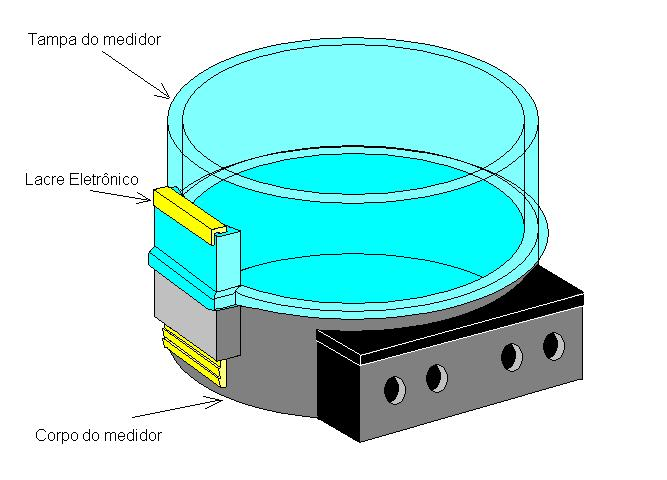 Tampa do medidor
Lacre Eletrônico
Corpo do medidor